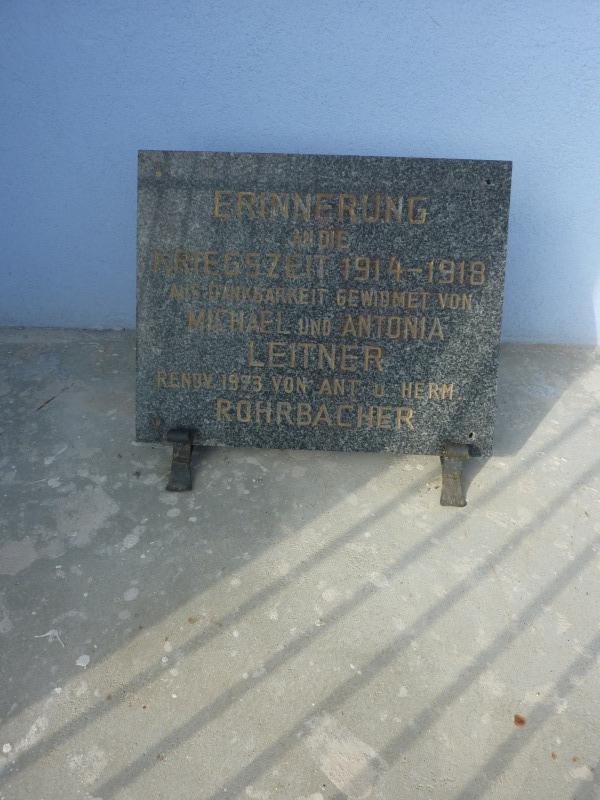 ERINNERUNG
AN DIE
KRIEGSZEIT 1914-1918
AUS DANKBARKEIT GEWIDMET VON
MICHAEL UND ANTONIA
LEITNER
RENOV. 1973 VON ANT. U. HERM.
ROHRBACHER